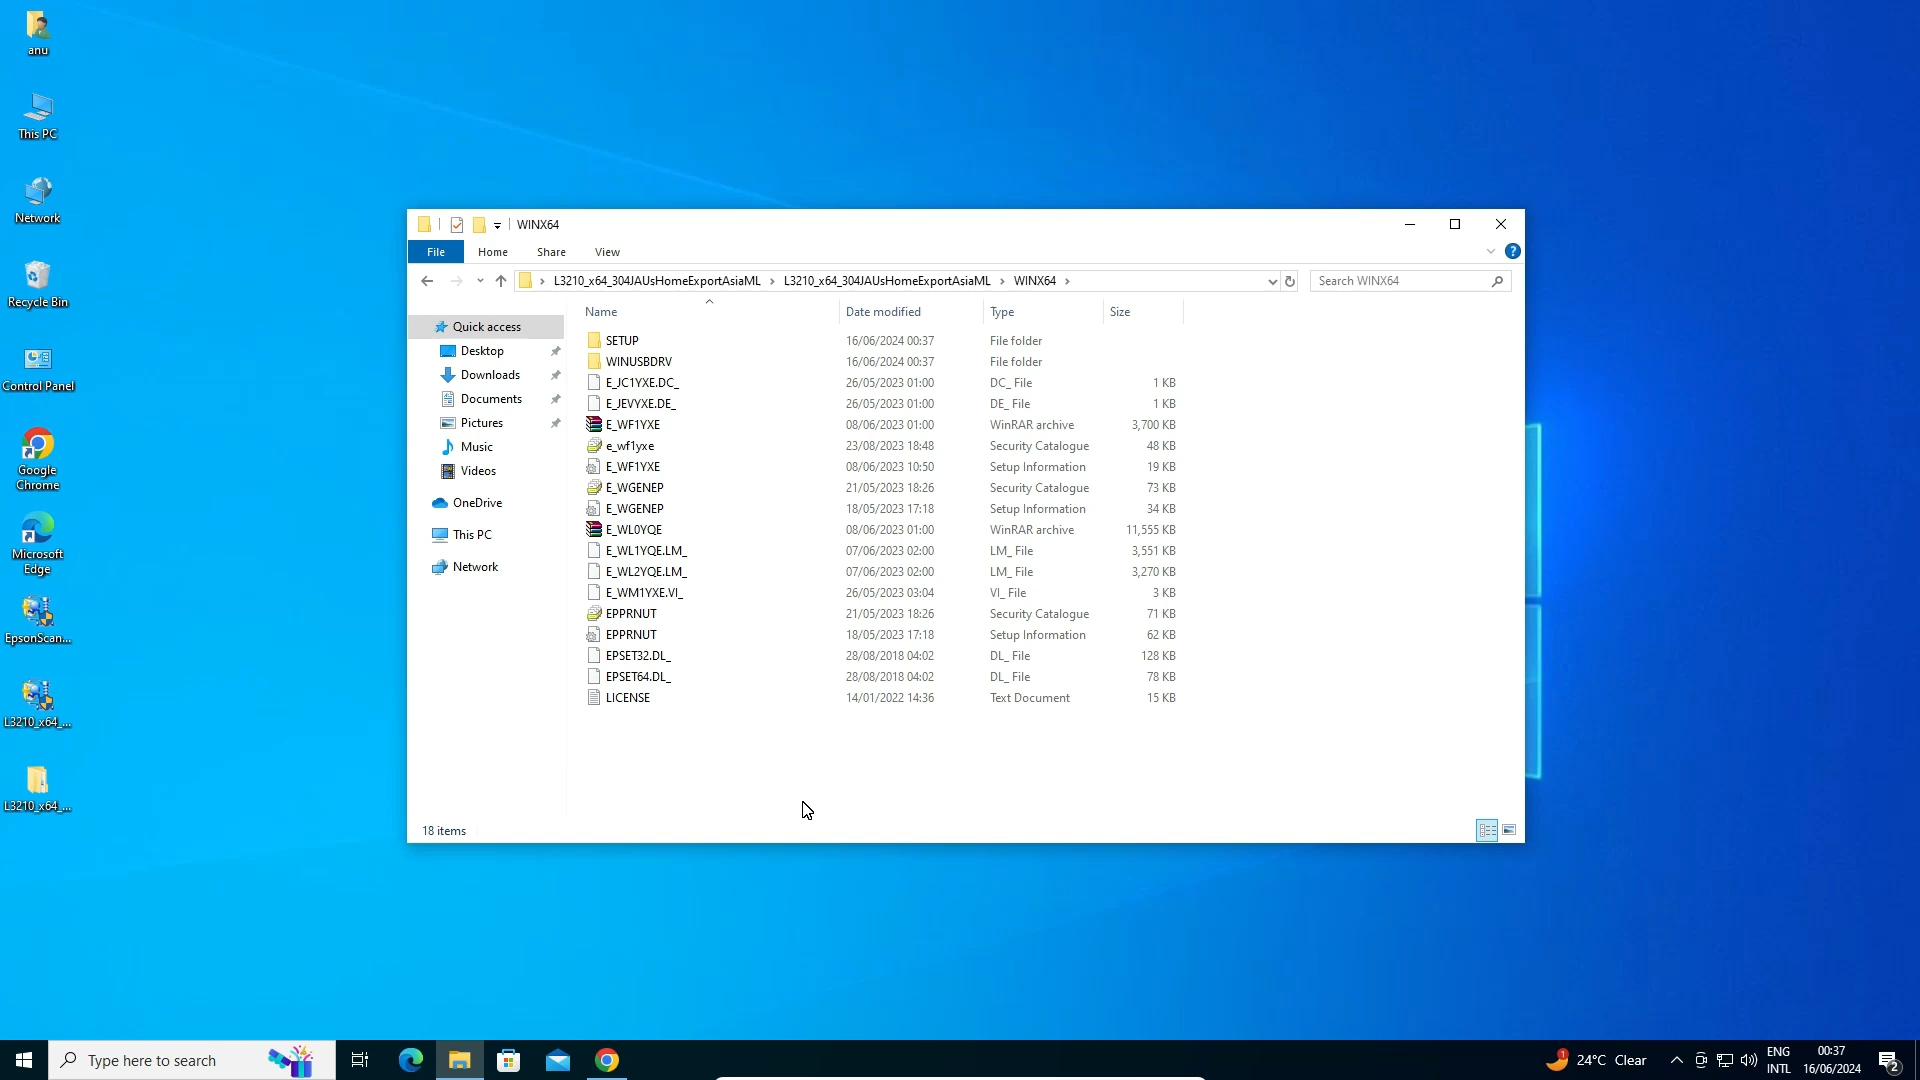 anu
This PC
Network
Recycle Bin
Control Panel
Google
Chrome
Microsoft
Edge
EpsonScan...
L3210_x64_...
L3210_x64_...
WINX64
File
Home
Share
View
L3210_x64_304JAUsHomeExportAsiaML
L3210_x64_304JAUsHomeExportAsiaML
WINX64
Search WINX64
Quick access
Desktop
Downloads
Documents
Pictures
Music
Videos
OneDrive
This PC
Network
Name Date modified Type Size
SETUP 16/06/2024 00:37 File folder
WINUSBDRV 16/06/2024 00:37 File folder
E_JC1YXE.DC_ 26/05/2023 01:00 DC_ File 1 KB
E_JEVYXE.DE_ 26/05/2023 01:00 DE_ File 1 KB
E_WF1YXE 08/06/2023 01:00 WinRAR archive 3,700 KB
e_wf1yxe 23/08/2023 18:48 Security Catalogue 48 KB
E_WF1YXE 08/06/2023 10:50 Setup Information 19 KB
E_WGENEP 21/05/2023 18:26 Security Catalogue 73 KB
E_WGENEP 18/05/2023 17:18 Setup Information 34 KB
E_WL0YQE 08/06/2023 01:00 WinRAR archive 11,555 KB
E_WL1YQE.LM_ 07/06/2023 02:00 LM_ File 3,551 KB
E_WL2YQE.LM_ 07/06/2023 02:00 LM_ File 3,270 KB
E_WM1YXE.VI_ 26/05/2023 03:04 VI_ File 3 KB
EPPRNUT 21/05/2023 18:26 Security Catalogue 71 KB
EPPRNUT 18/05/2023 17:18 Setup Information 62 KB
EPSET32.DL_ 28/08/2018 04:02 DL_ File 128 KB
EPSET64.DL_ 28/08/2018 04:02 DL_ File 78 KB
LICENSE 14/01/2022 14:36 Text Document 15 KB
18 items
Type here to search
1
24°C Clear
ENG
INTL
00:37
16/06/2024
2